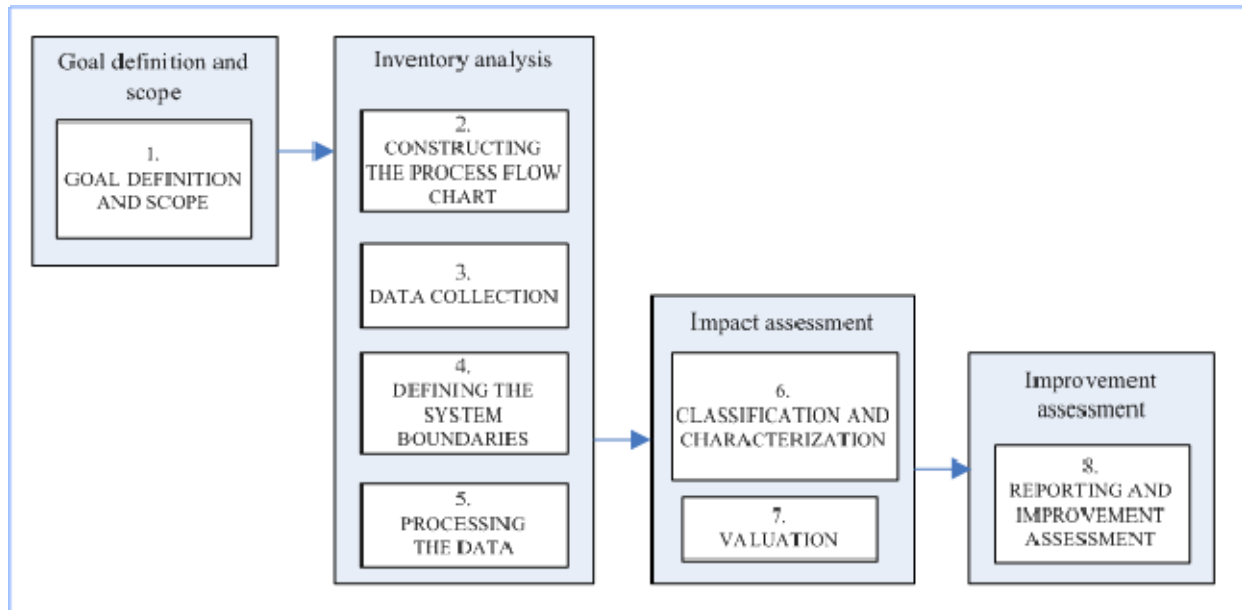 Goal definition and
scope
1.
GOAL DEFINITION
AND SCOPE
Inventory analysis
2.
CONSTRUCTING
THE PROCESS FLOW
CHART
3.
DATA COLLECTION
4.
DEFINING THE
SYSTEM
BOUNDARIES
5.
PROCESSING
THE DATA
Impact assessment
6.
CLASSIFICATION AND
CHARACTERIZATION
7.
VALUATION
Improvement
assessment
8.
REPORTING AND
IMPROVEMENT
ASSESSMENT